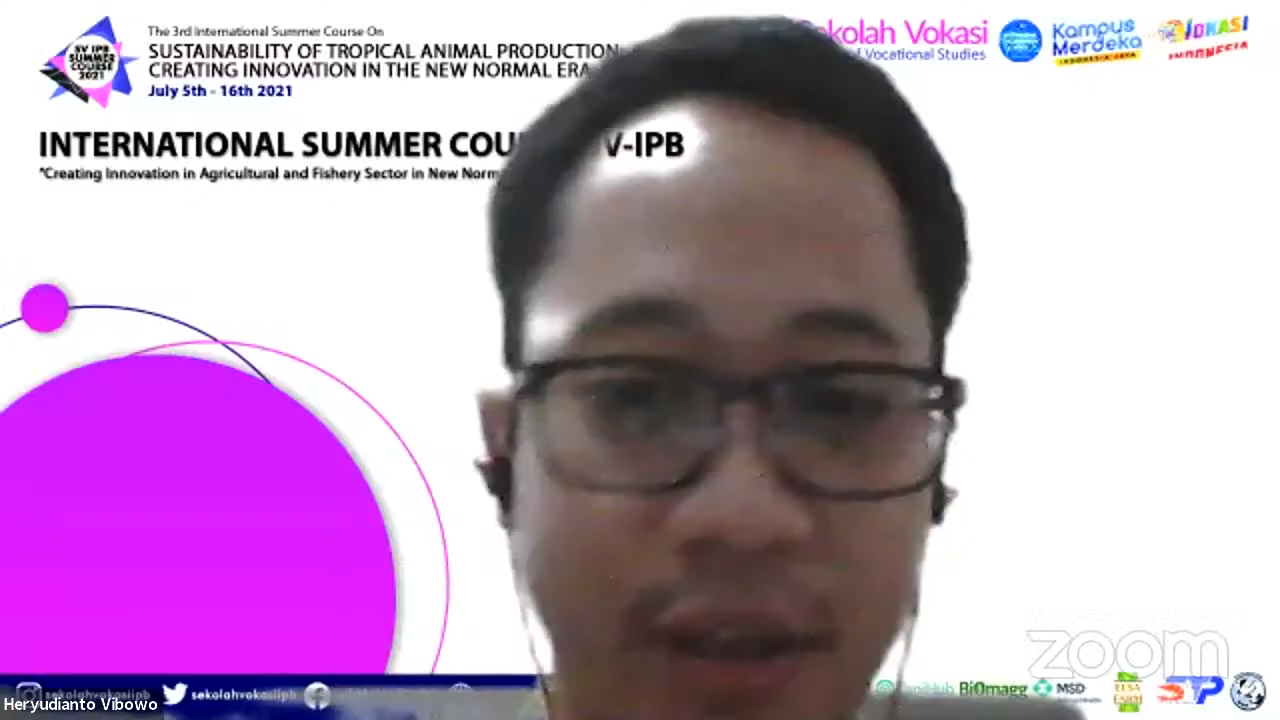 SV IPB
SUMMER
COURSE
2021
The 3rd International Summer Course On
SUSTAINABILITY OF TROPICAL ANIMAL PRODUCTION
CREATING INNOVATION IN THE NEW NORMAL ERA
July 5th - 16th 2021
Sekolah Vokasi
of Vocational Studies
Kampus
Merdeka
INDONESIA JAYA
VOKASI
INDONESIA
INTERNATIONAL SUMMER COU V-IPB
"Creating Innovation in Agricultural and Fishery Sector in New Norm
zoom
sekolahvokasiipb
sekolahvokasiipb
Heryudianto Vibowo
BIOmagg
MSD